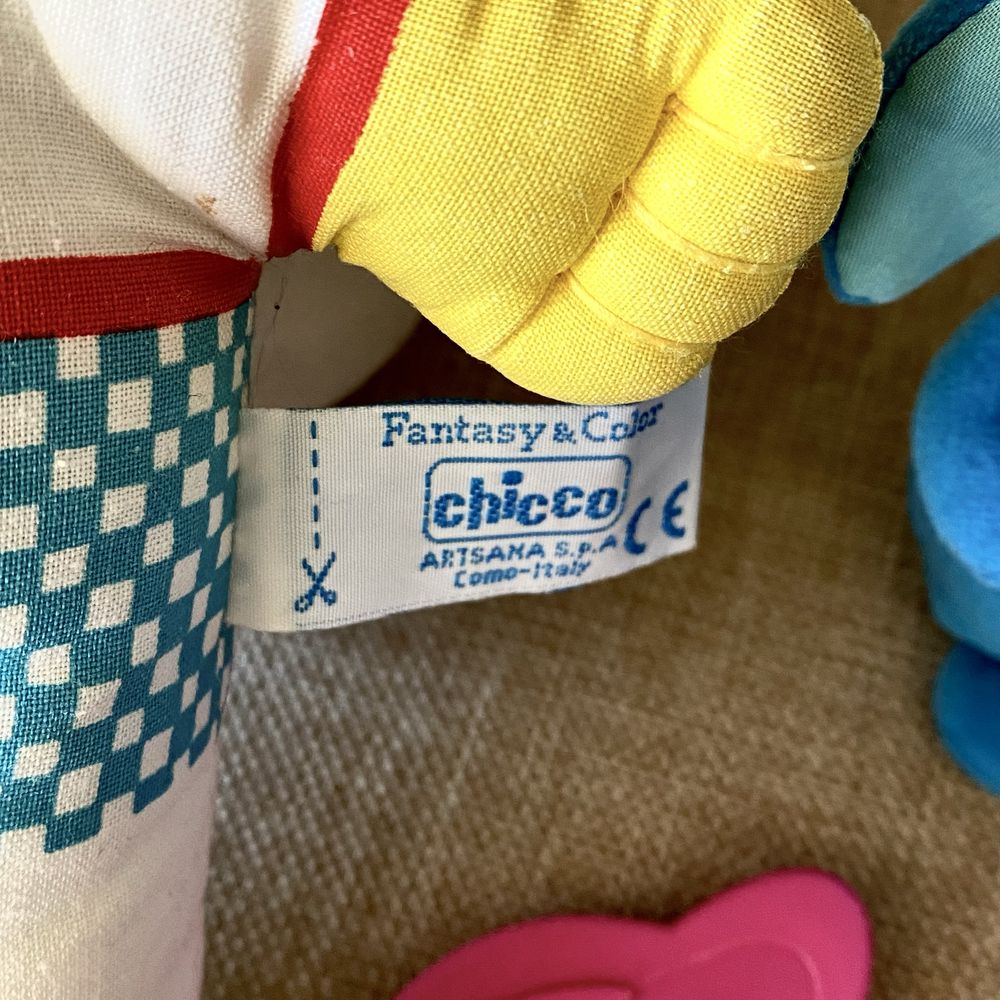 Fantasy & Color
chicco
ARTSANA S.p.A
Como-Italy
CE